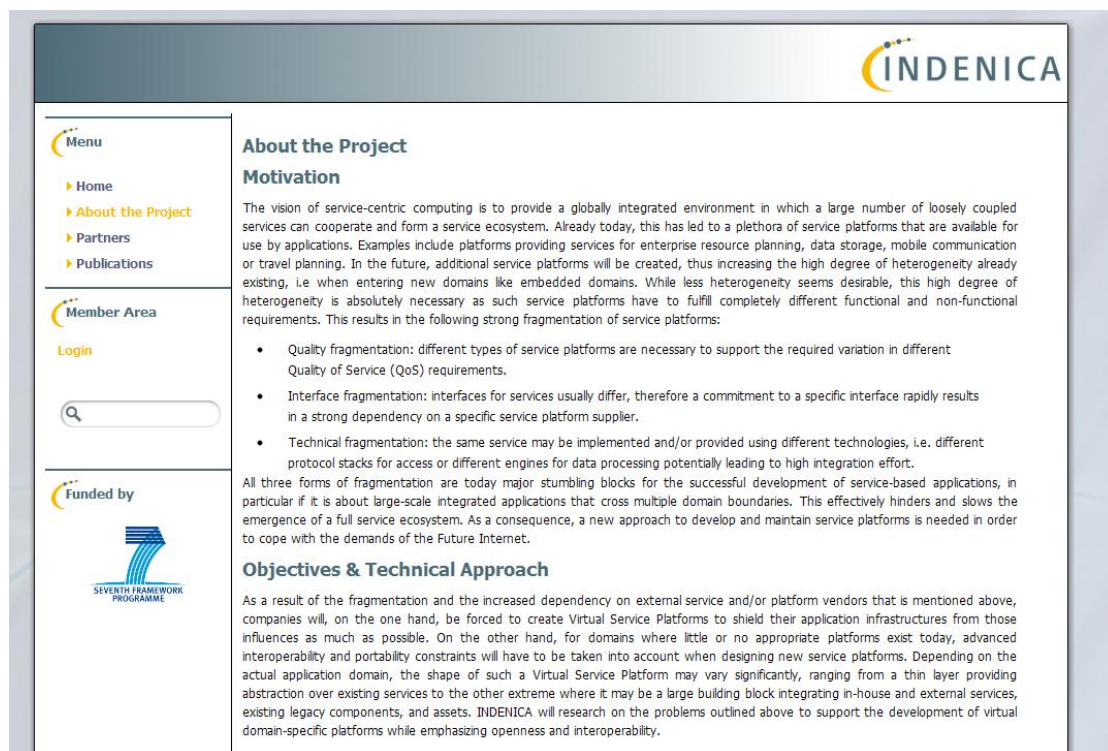 INDENICA
Menu
Home
About the Project
Partners
Publications
Member Area
Login
Funded by
SEVENTH FRAMEWORK
PROGRAMME
About the Project
Motivation
The vision of service-centric computing is to provide a globally integrated environment in which a large number of loosely coupled
services can cooperate and form a service ecosystem. Already today, this has led to a plethora of service platforms that are available for
use by applications. Examples include platforms providing services for enterprise resource planning, data storage, mobile communication
or travel planning. In the future, additional service platforms will be created, thus increasing the high degree of heterogeneity already
existing, i.e when entering new domains like embedded domains. While less heterogeneity seems desirable, this high degree of
heterogeneity is absolutely necessary as such service platforms have to fulfill completely different functional and non-functional
requirements. This results in the following strong fragmentation of service platforms:
• Quality fragmentation: different types of service platforms are necessary to support the required variation in different
Quality of Service (QoS) requirements.
• Interface fragmentation: interfaces for services usually differ, therefore a commitment to a specific interface rapidly results
in a strong dependency on a specific service platform supplier.
• Technical fragmentation: the same service may be implemented and/or provided using different technologies, i.e. different
protocol stacks for access or different engines for data processing potentially leading to high integration effort.
All three forms of fragmentation are today major stumbling blocks for the successful development of service-based applications, in
particular if it is about large-scale integrated applications that cross multiple domain boundaries. This effectively hinders and slows the
emergence of a full service ecosystem. As a consequence, a new approach to develop and maintain service platforms is needed in order
to cope with the demands of the Future Internet.
Objectives & Technical Approach
As a result of the fragmentation and the increased dependency on external service and/or platform vendors that is mentioned above,
companies will, on the one hand, be forced to create Virtual Service Platforms to shield their application infrastructures from those
influences as much as possible. On the other hand, for domains where little or no appropriate platforms exist today, advanced
interoperability and portability constraints will have to be taken into account when designing new service platforms. Depending on the
actual application domain, the shape of such a Virtual Service Platform may vary significantly, ranging from a thin layer providing
abstraction over existing services to the other extreme where it may be a large building block integrating in-house and external services,
existing legacy components, and assets. INDENICA will research on the problems outlined above to support the development of virtual
domain-specific platforms while emphasizing openness and interoperability.